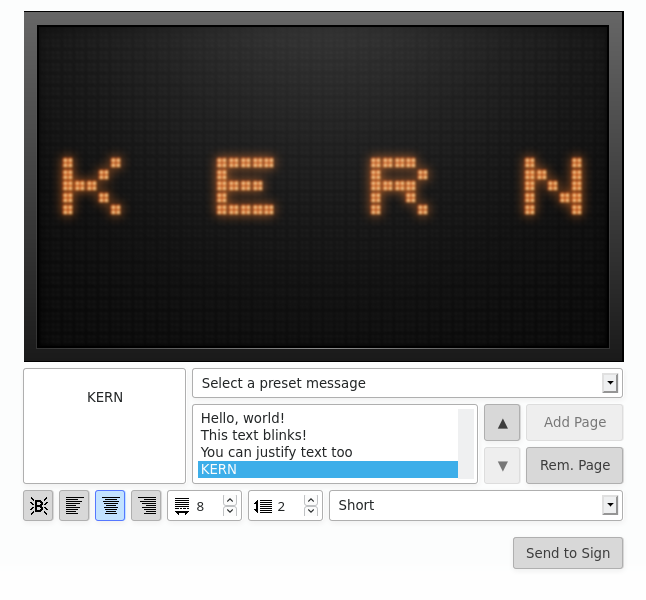 K E R N
KERN
Select a preset message
Hello, world!
This text blinks!
You can justify text too
KERN
▲
Add Page
▼
Rem. Page
B
8
2
Short
Send to Sign